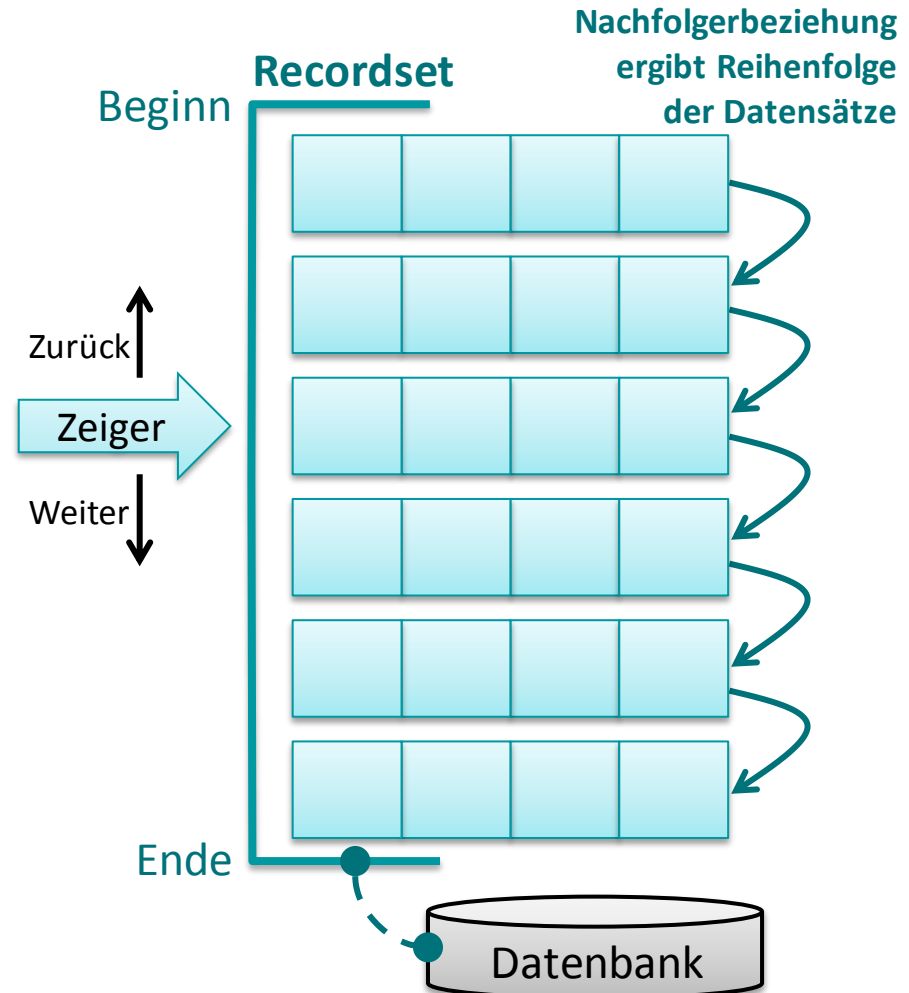 Nachfolgerbeziehung
ergibt Reihenfolge
der Datensätze
Recordset
Beginn
Zurück
Zeiger
Weiter
Ende
Datenbank